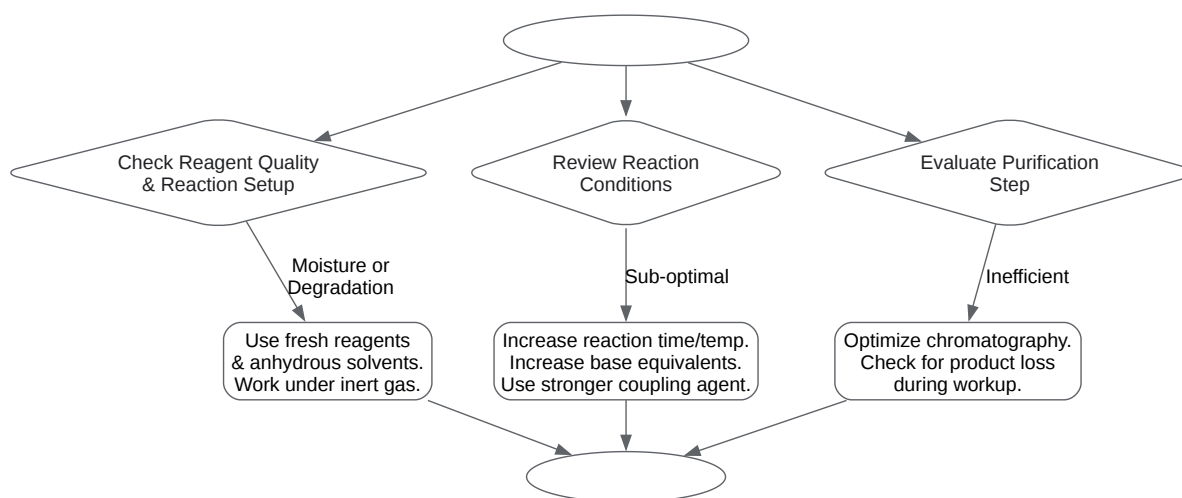 Check Reagent Quality
& Reaction Setup
Review Reaction
Conditions
Evaluate Purification
Step
Moisture or
Degradation
Sub-optimal
Inefficient
Use fresh reagents
& anhydrous solvents.
Work under inert gas.
Increase reaction time/temp.
Increase base equivalents.
Use stronger coupling agent.
Optimize chromatography.
Check for product loss
during workup.